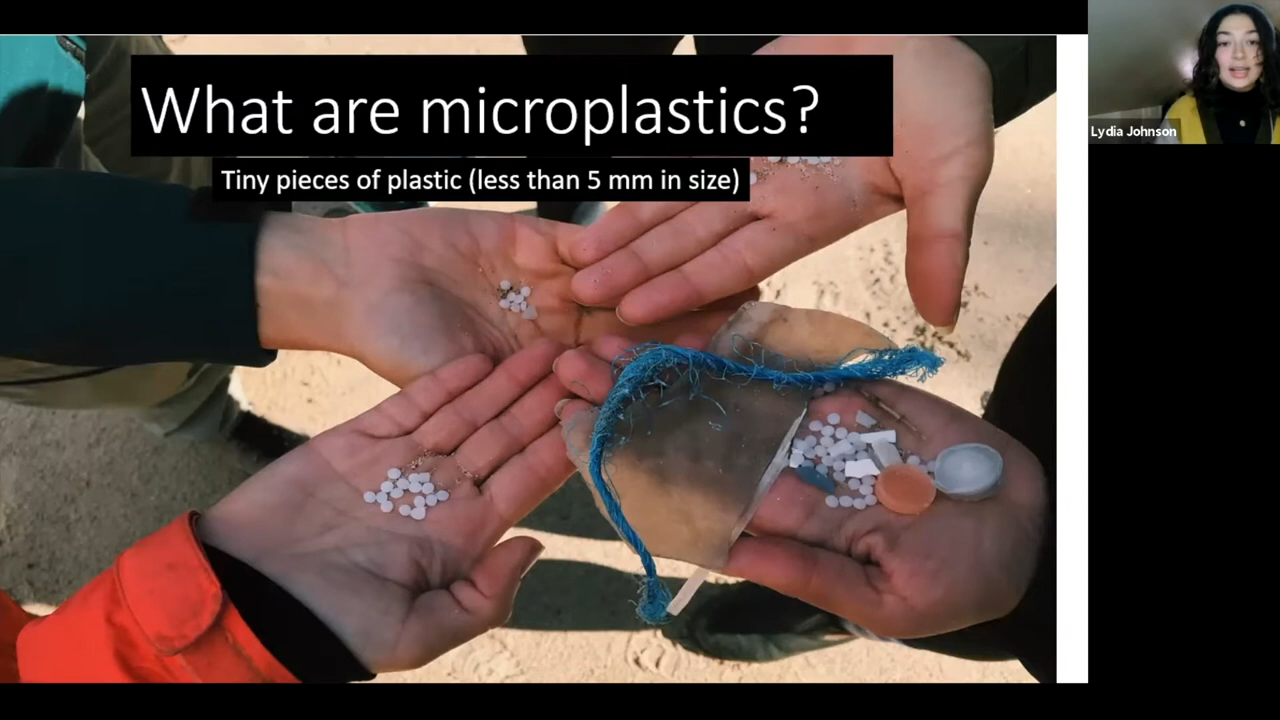 What are microplastics?
Tiny pieces of plastic (less than 5 mm in size)
Lydia Johnson